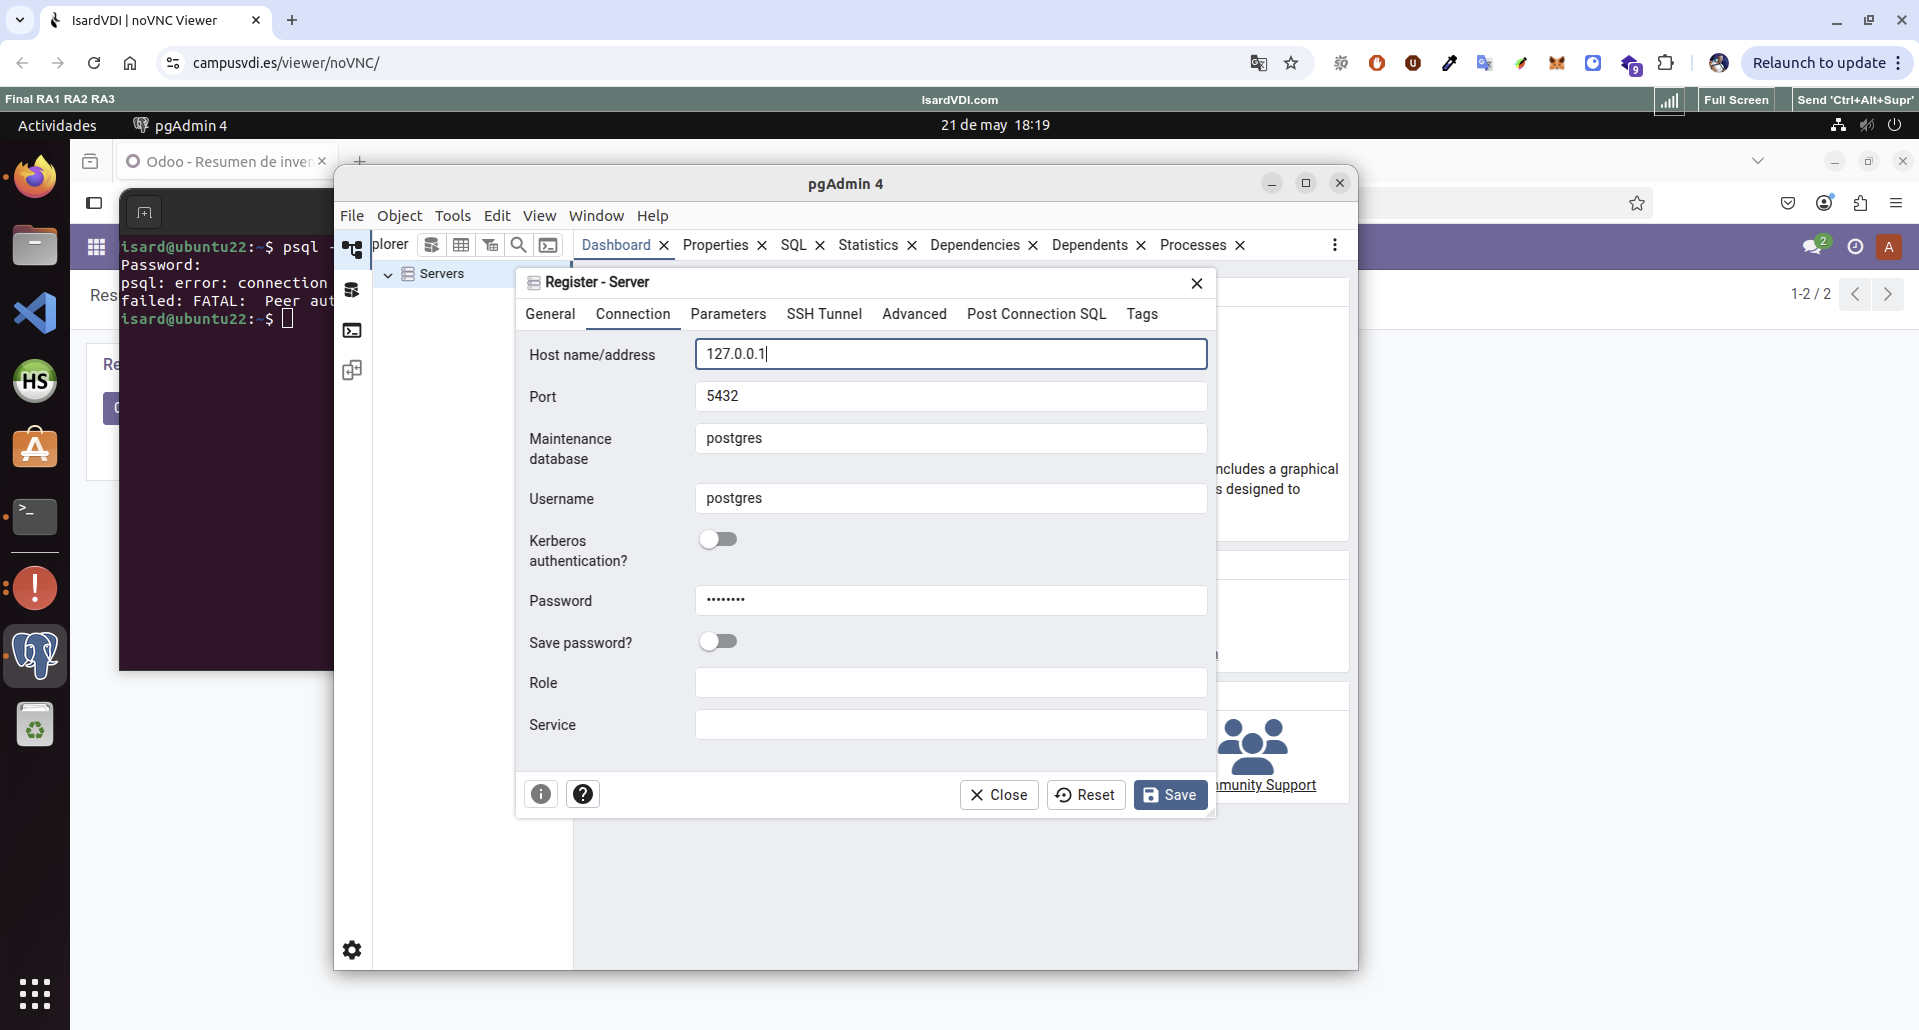 IsardVDI | noVNC Viewer
campusvdi.es/viewer/noVNC/
9
Relaunch to update
Final RA1 RA2 RA3
IsardVDI.com
Full Screen
Send 'Ctrl+Alt+Supr'
Actividades
pgAdmin 4
21 de may 18:19
Odoo - Resumen de inver
pgAdmin 4
File Object Tools Edit View Window Help
isard@ubuntu22:~$ psql -
Password:
psql: error: connection
failed: FATAL: Peer aut
isard@ubuntu22:~$
plorer
Dashboard
Properties
SQL
Statistics
Dependencies
Dependents
Processes
2
A
Servers
Res
1-2 / 2
Re
HS
A
>_
Register - Server
General Connection Parameters SSH Tunnel Advanced Post Connection SQL Tags
Host name/address
127.0.0.1
Port
5432
Maintenance
database
postgres
Username
postgres
Kerberos
authentication?
Password
••••••••
Save password?
Role
Service
Close
Reset
Save
ncludes a graphical
s designed to
mmunity Support